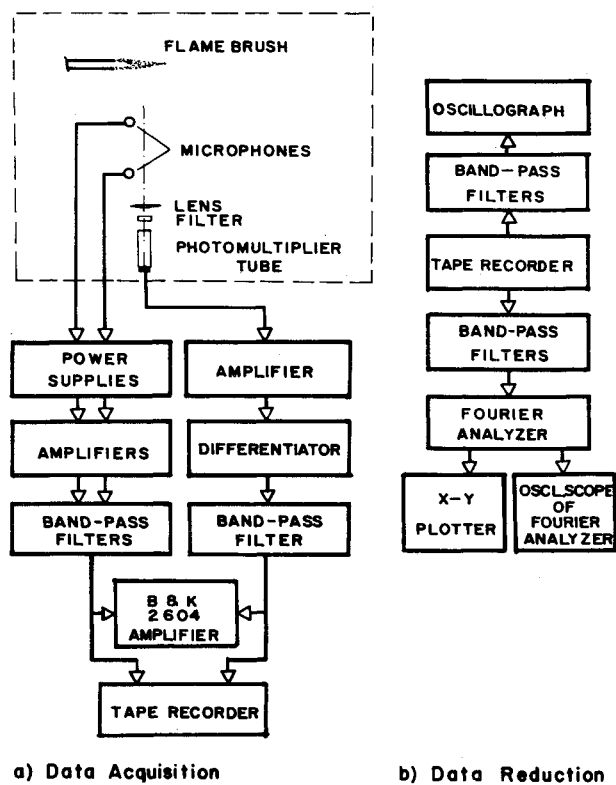 FLAME BRUSH
MICROPHONES
LENS
FILTER
PHOTOMULTIPLIER
TUBE
POWER
SUPPLIES
AMPLIFIER
AMPLIFIERS
DIFFERENTIATOR
BAND-PASS
FILTERS
BAND-PASS
FILTER
B & K
2604
AMPLIFIER
TAPE RECORDER
a) Data Acquisition
OSCILLOGRAPH
BAND-PASS
FILTERS
TAPE RECORDER
BAND-PASS
FILTERS
FOURIER
ANALYZER
X-Y
PLOTTER
OSCL.SCOPE
OF
FOURIER
ANALYZER
b) Data Reduction